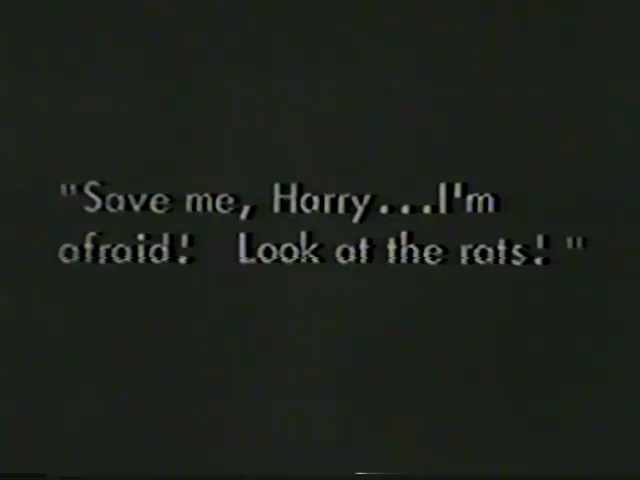 "Save me, Harry...I'm
afraid!  Look at the rats! "